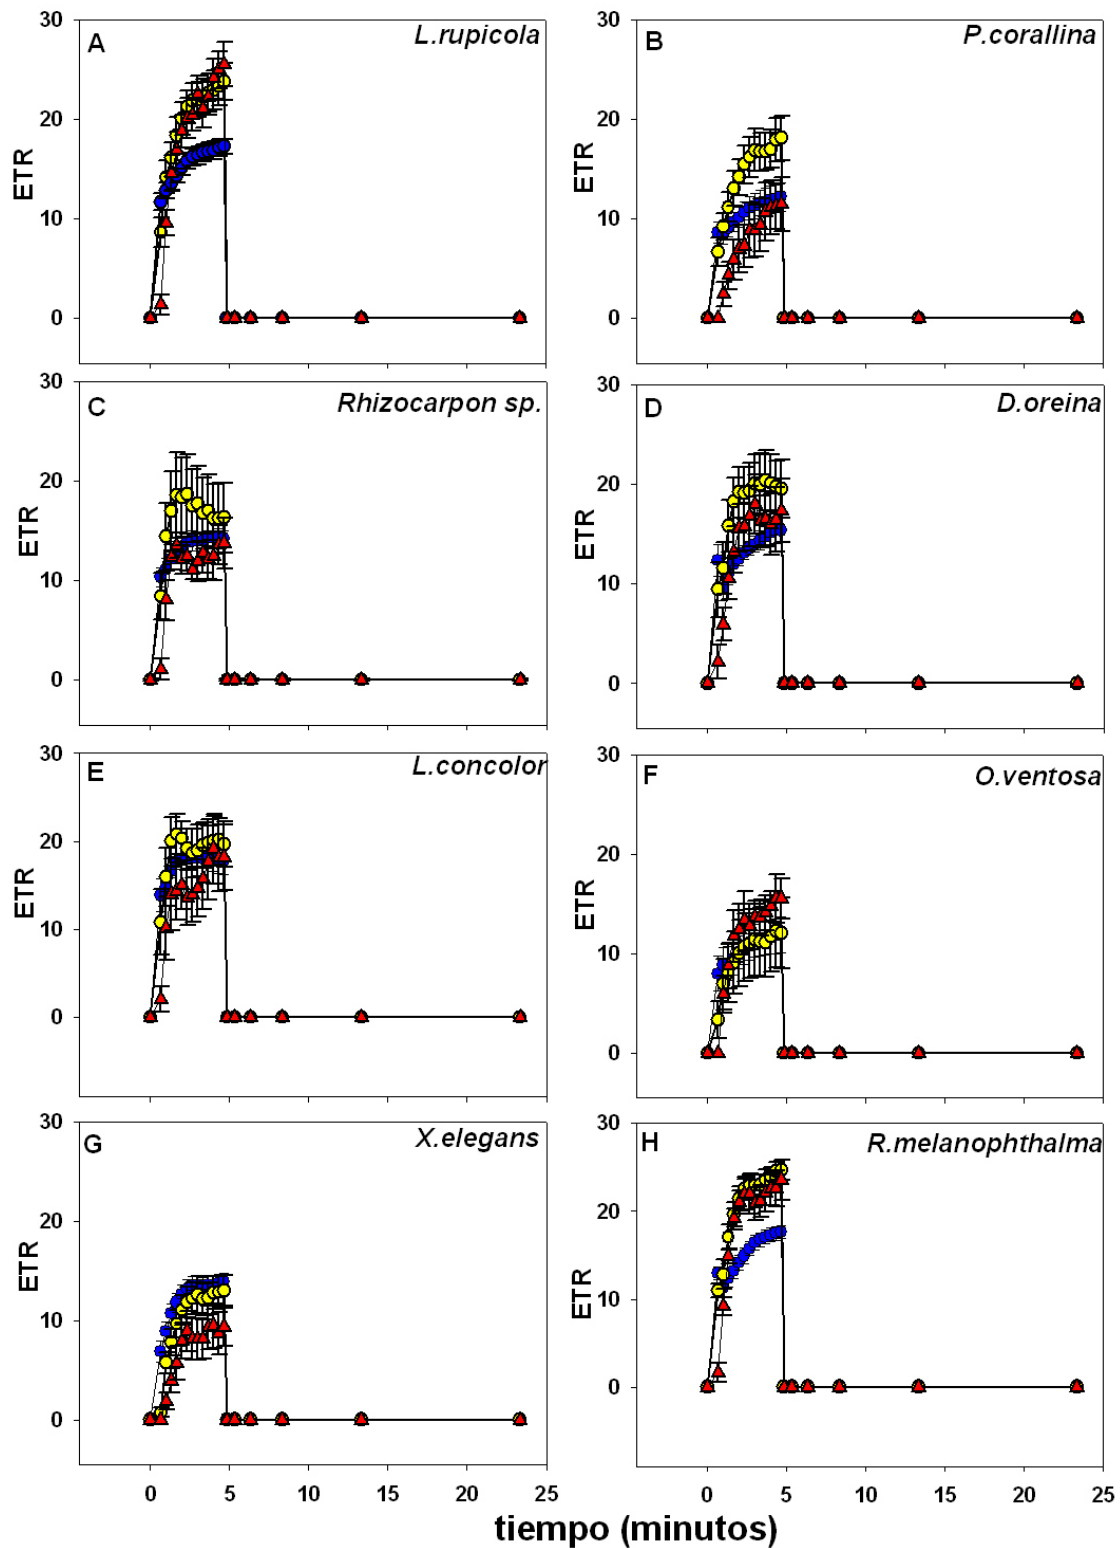 A L.rupicola
30
20
10
0
ETR
B P.corallina
30
20
10
0
ETR
C Rhizocarpon sp.
30
20
10
0
ETR
D D.oreina
30
20
10
0
ETR
E L.concolor
30
20
10
0
ETR
F O.ventosa
30
20
10
0
ETR
G X.elegans
30
20
10
0
ETR
0 5 10 15 20 25
H R.melanophthalma
30
20
10
0
ETR
0 5 10 15 20 25
tiempo (minutos)